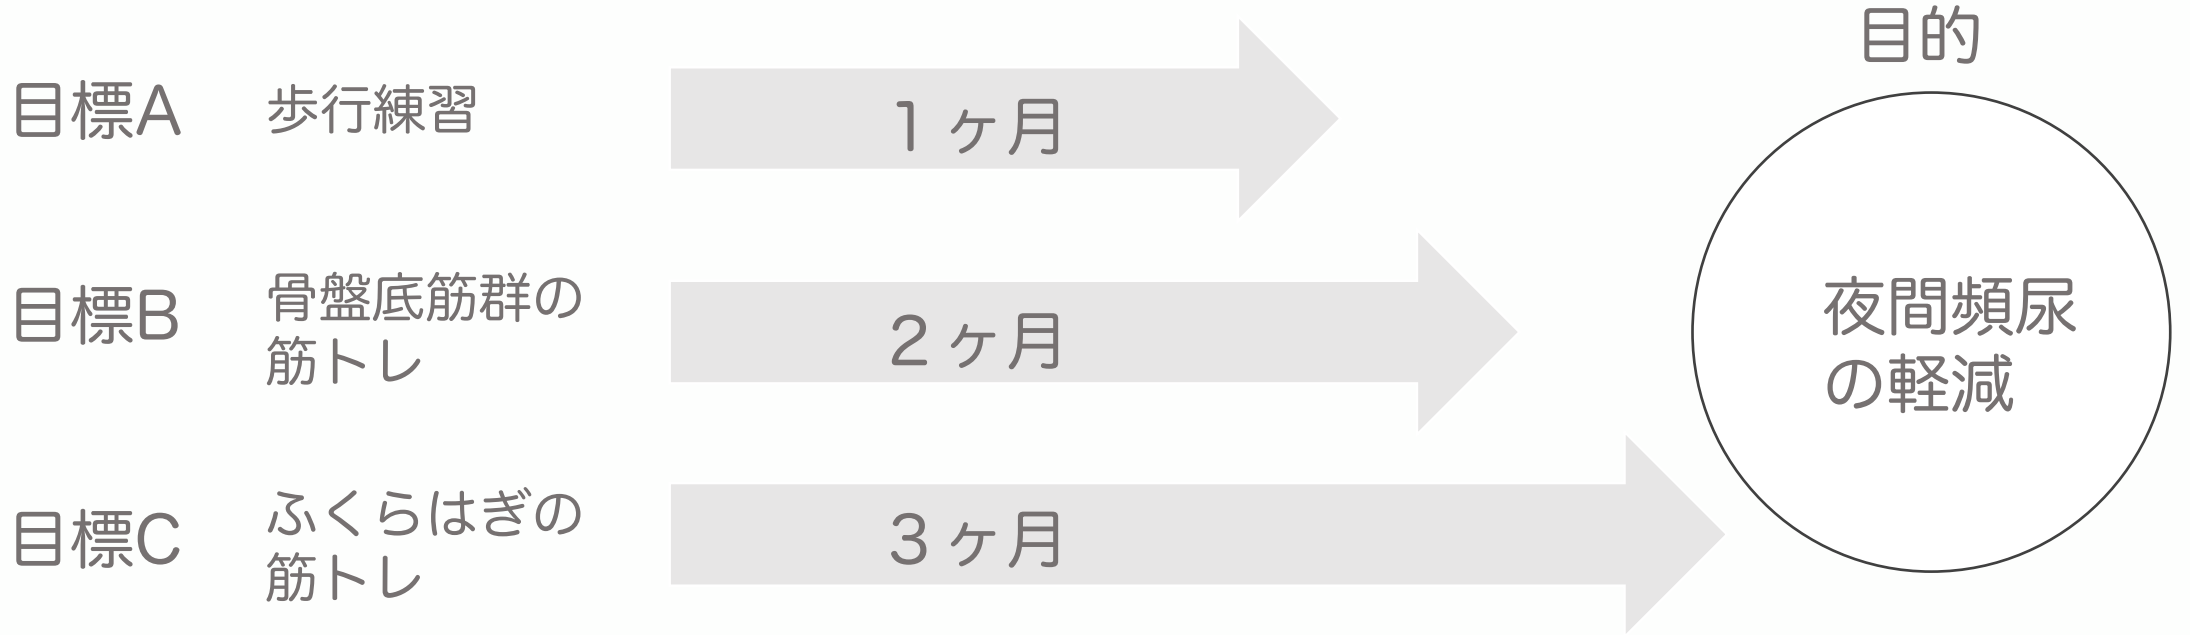 目的
目標A
歩行練習
１ヶ月
目標B
骨盤底筋群の
筋トレ
２ヶ月
夜間頻尿
の軽減
目標C
ふくらはぎの
筋トレ
３ヶ月